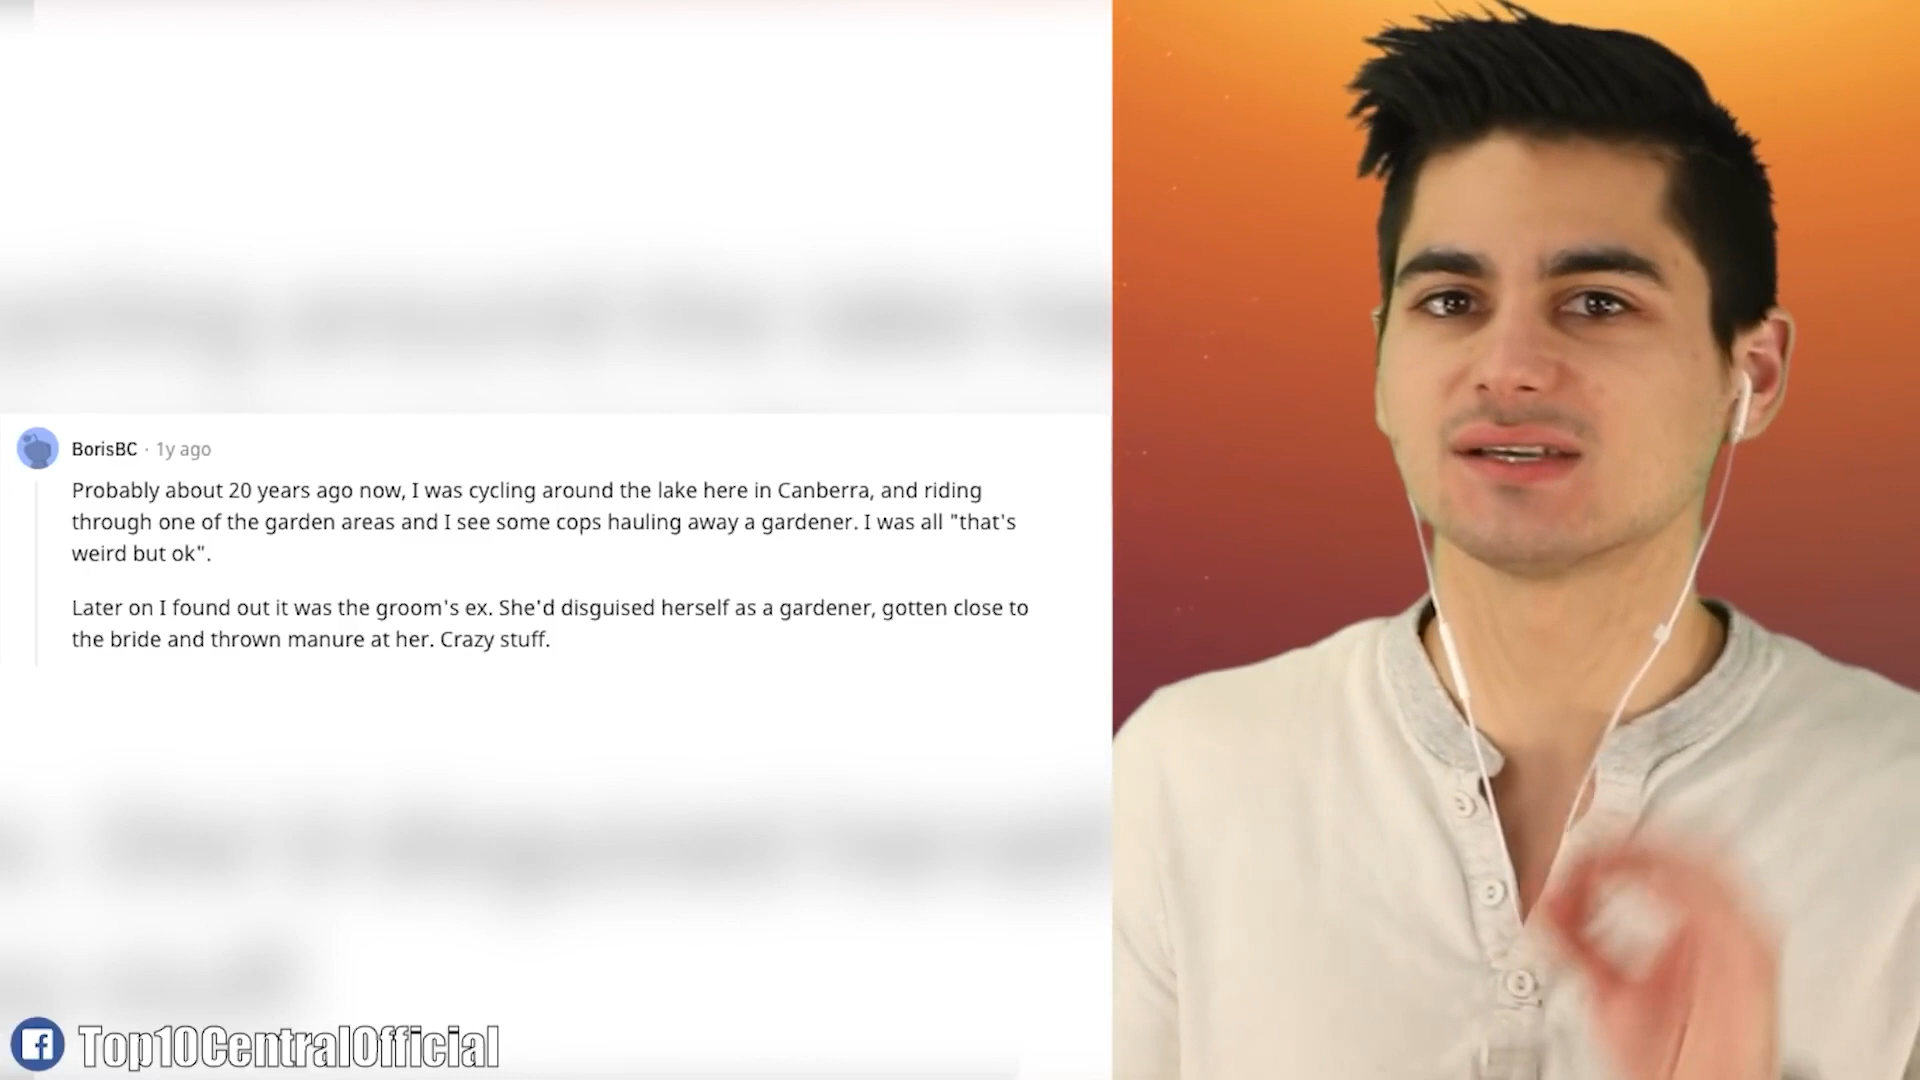 BorisBC · 1y ago
Probably about 20 years ago now, I was cycling around the lake here in Canberra, and riding
through one of the garden areas and I see some cops hauling away a gardener. I was all "that's
weird but ok".
Later on I found out it was the groom's ex. She'd disguised herself as a gardener, gotten close to
the bride and thrown manure at her. Crazy stuff.
Top10CentralOfficial